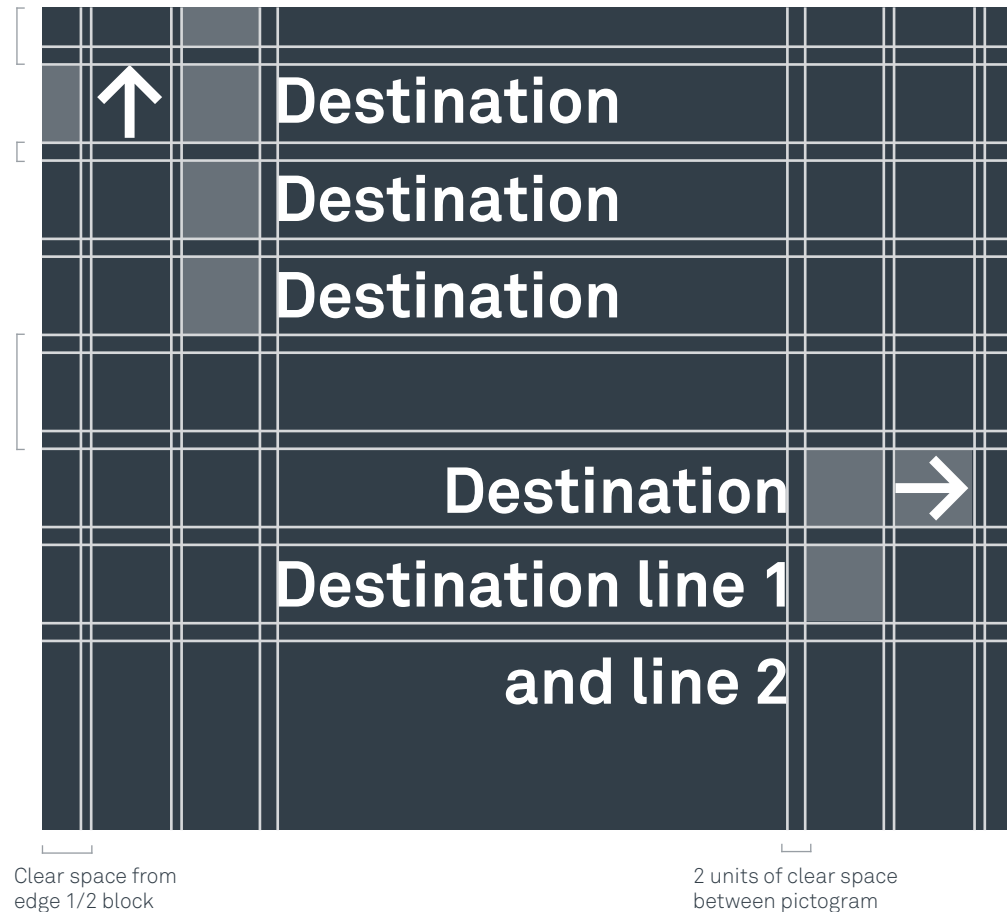 Destination
Destination
Destination
Destination
Destination line 1
and line 2
Clear space from
edge 1/2 block
2 units of clear space
between pictogram